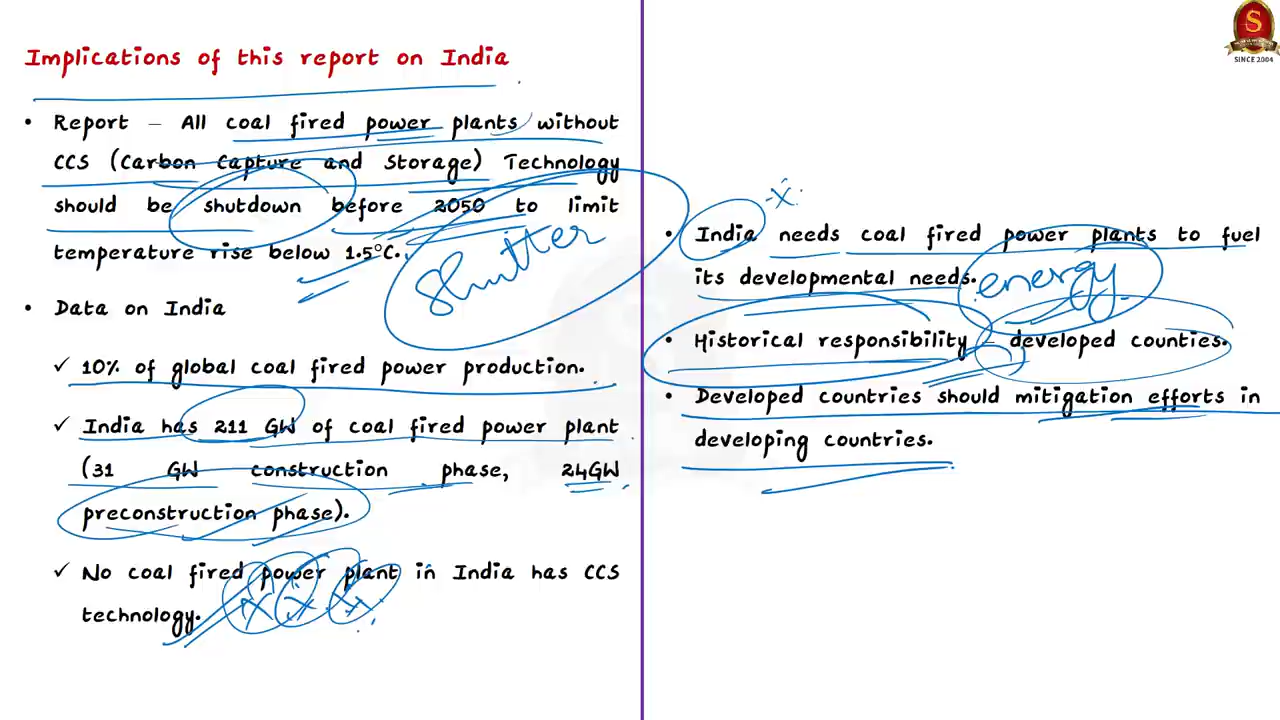 Implications of this report on India
• Report – All coal fired power plants without
CCS (Carbon Capture and Storage) Technology
should be shutdown before 2050 to limit
temperature rise below 1.5°C.
shutter
• Data on India
✓ 10% of global coal fired power production.
✓ India has 211 GW of coal fired power plant
(31 GW construction phase, 24GW
preconstruction phase).
✓ No coal fired power plant in India has CCS
technology.
• India needs coal fired power plants to fuel
its developmental needs.
energy
• Historical responsibility – developed counties.
• Developed countries should mitigation efforts in
developing countries.
S
SINCE 2004